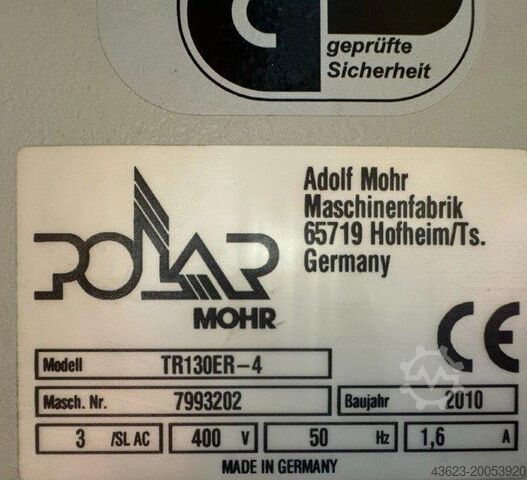 geprüfte
Sicherheit
POLAR
MOHR
Adolf Mohr
Maschinenfabrik
65719 Hofheim/Ts.
Germany
CE
Modell TR130ER-4
Masch. Nr. 7993202 Baujahr 2010
3 /SL AC 400 V 50 Hz 1,6 A
MADE IN GERMANY
43623-20053920